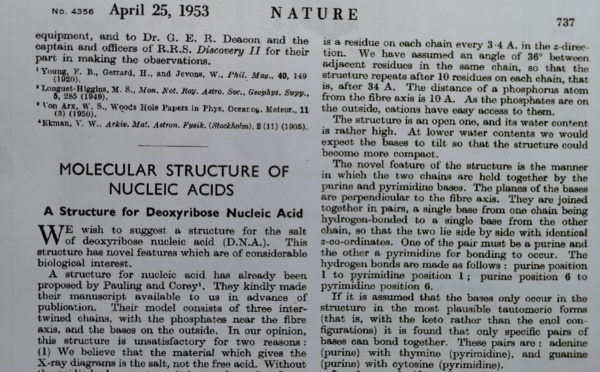 No. 4356 April 25, 1953 NATURE 737
equipment, and to Dr. G. E. R. Deacon and the
captain and officers of R.R.S. Discovery II for their
part in making the observations.
¹ Young, F. B., Gerrard, H., and Jevons, W., Phil. Mag., 40, 149
(1920).
² Longuet-Higgins, M. S., Mon. Not. Roy. Astro. Soc., Geophys. Supp.,
5, 285 (1949).
³ Von Arx, W. S., Woods Hole Papers in Phys. Oceanog. Meteor., 11
(3) (1950).
⁴ Ekman, V. W., Arkiv. Mat. Astron. Fysik. (Stockholm), 2 (11) (1905).
MOLECULAR STRUCTURE OF
NUCLEIC ACIDS
A Structure for Deoxyribose Nucleic Acid
WE wish to suggest a structure for the salt
of deoxyribose nucleic acid (D.N.A.). This
structure has novel features which are of considerable
biological interest.
A structure for nucleic acid has already been
proposed by Pauling and Corey¹. They kindly made
their manuscript available to us in advance of
publication. Their model consists of three inter-
twined chains, with the phosphates near the fibre
axis, and the bases on the outside. In our opinion,
this structure is unsatisfactory for two reasons :
(1) We believe that the material which gives the
X-ray diagrams is the salt, not the free acid. Without
is a residue on each chain every 3·4 A. in the z-direc-
tion. We have assumed an angle of 36° between
adjacent residues in the same chain, so that the
structure repeats after 10 residues on each chain, that
is, after 34 A. The distance of a phosphorus atom
from the fibre axis is 10 A. As the phosphates are on
the outside, cations have easy access to them.
The structure is an open one, and its water content
is rather high. At lower water contents we would
expect the bases to tilt so that the structure could
become more compact.
The novel feature of the structure is the manner
in which the two chains are held together by the
purine and pyrimidine bases. The planes of the bases
are perpendicular to the fibre axis. They are joined
together in pairs, a single base from one chain being
hydrogen-bonded to a single base from the other
chain, so that the two lie side by side with identical
z-co-ordinates. One of the pair must be a purine and
the other a pyrimidine for bonding to occur. The
hydrogen bonds are made as follows : purine position
1 to pyrimidine position 1 ; purine position 6 to
pyrimidine position 6.
If it is assumed that the bases only occur in the
structure in the most plausible tautomeric forms
(that is, with the keto rather than the enol con-
figurations) it is found that only specific pairs of
bases can bond together. These pairs are : adenine
(purine) with thymine (pyrimidine), and guanine
(purine) with cytosine (pyrimidine).